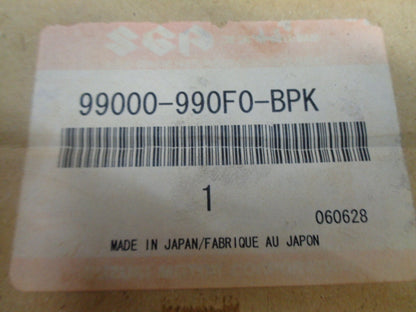 99000-990F0-BPK
1
060628
MADE IN JAPAN/FABRIQUE AU JAPON